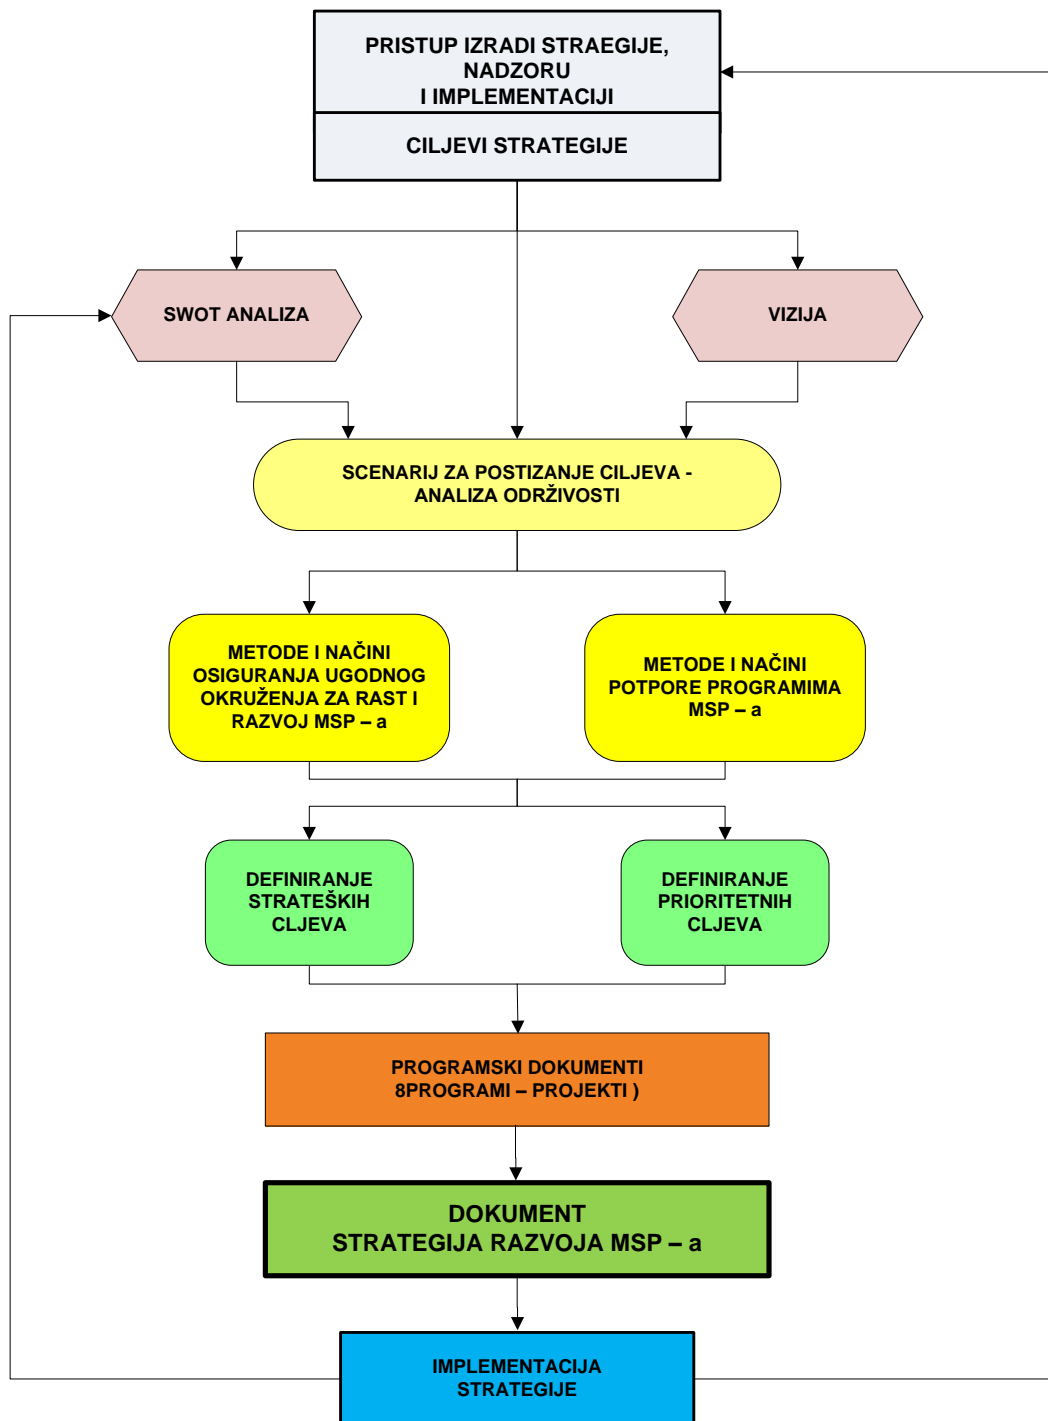 PRISTUP IZRADI STRAEGIJE,
NADZORU
I IMPLEMENTACIJI
CILJEVI STRATEGIJE
SWOT ANALIZA
VIZIJA
SCENARIJ ZA POSTIZANJE CILJEVA -
ANALIZA ODRŽIVOSTI
METODE I NAČINI
OSIGURANJA UGODNOG
OKRUŽENJA ZA RAST I
RAZVOJ MSP – a
METODE I NAČINI
POTPORE PROGRAMIMA
MSP – a
DEFINIRANJE
STRATEŠKIH
CLJEVA
DEFINIRANJE
PRIORITETNIH
CLJEVA
PROGRAMSKI DOKUMENTI
8PROGRAMI – PROJEKTI )
DOKUMENT
STRATEGIJA RAZVOJA MSP – a
IMPLEMENTACIJA
STRATEGIJE